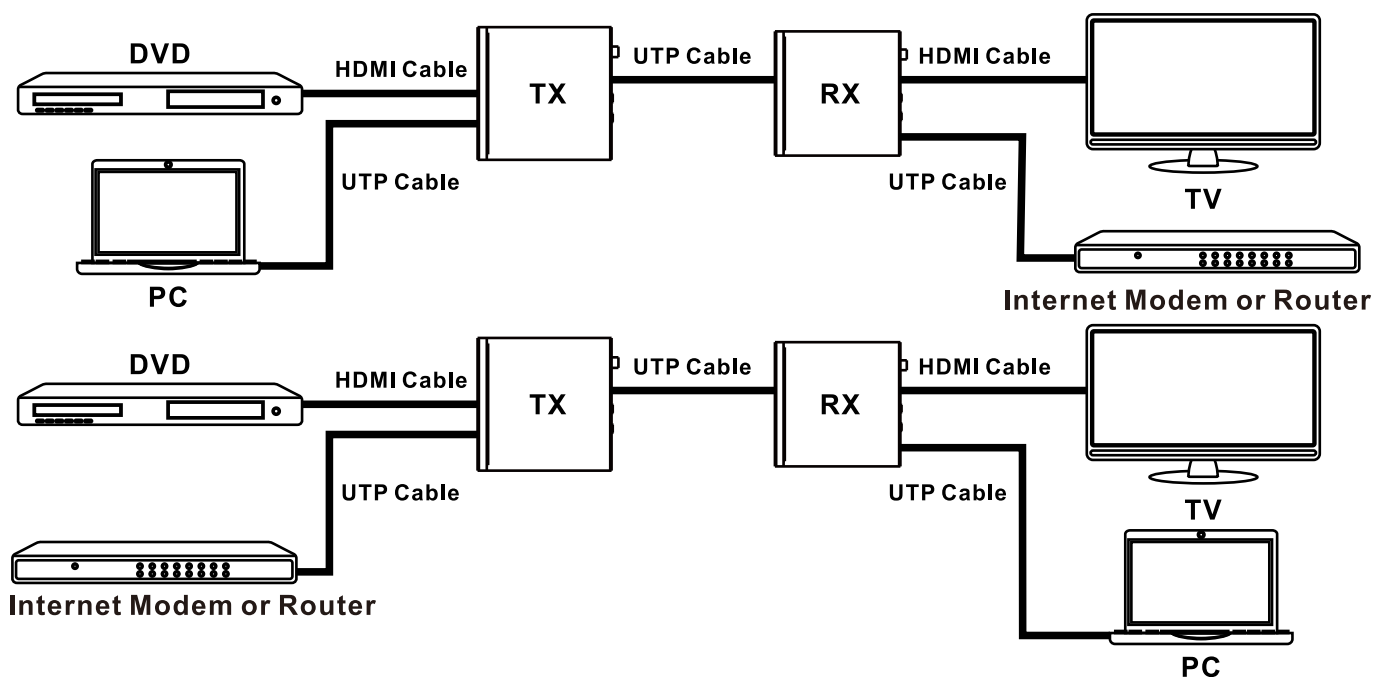 DVD
HDMI Cable
TX
UTP Cable
RX
HDMI Cable
UTP Cable
UTP Cable
TV
PC
Internet Modem or Router
DVD
HDMI Cable
TX
UTP Cable
RX
HDMI Cable
UTP Cable
UTP Cable
TV
Internet Modem or Router
PC